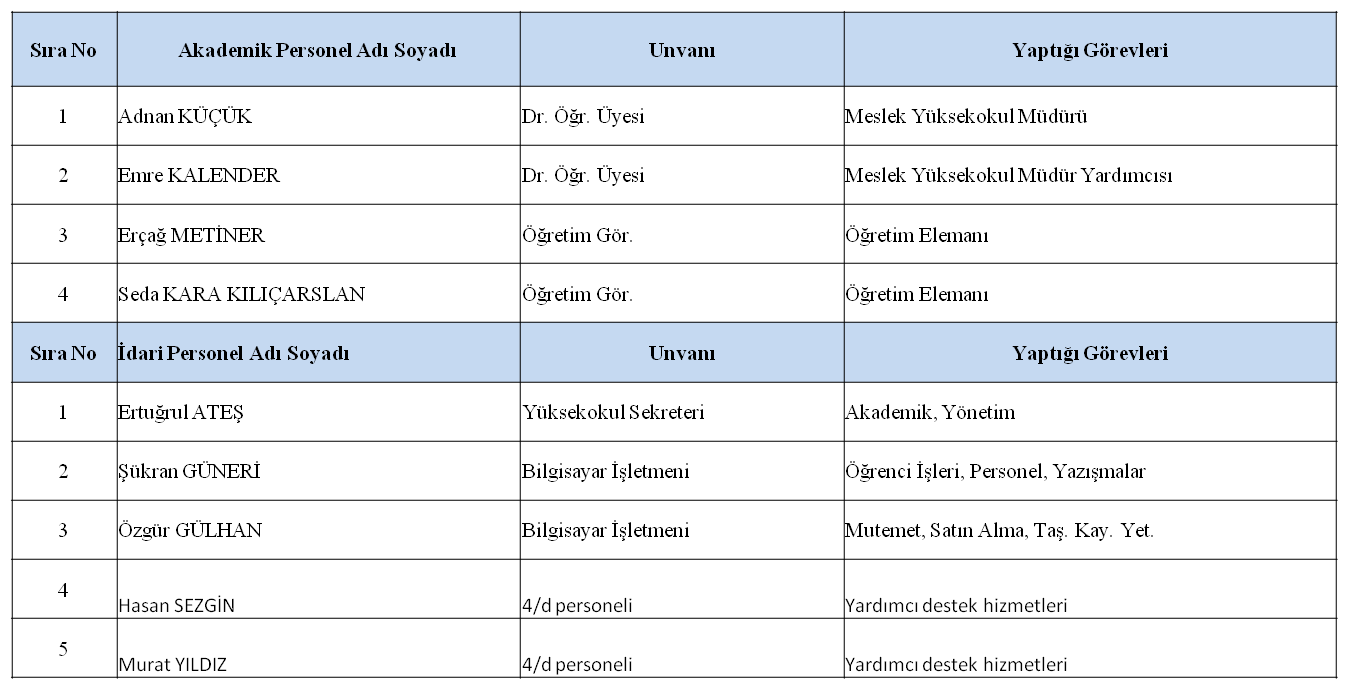 Sıra No Akademik Personel Adı Soyadı Unvanı Yaptığı Görevleri
1 Adnan KÜÇÜK Dr. Öğr. Üyesi Meslek Yüksekokul Müdürü
2 Emre KALENDER Dr. Öğr. Üyesi Meslek Yüksekokul Müdür Yardımcısı
3 Erçağ METİNER Öğretim Gör. Öğretim Elemanı
4 Seda KARA KILIÇARSLAN Öğretim Gör. Öğretim Elemanı
Sıra No İdari Personel Adı Soyadı Unvanı Yaptığı Görevleri
1 Ertuğrul ATEŞ Yüksekokul Sekreteri Akademik, Yönetim
2 Şükran GÜNERİ Bilgisayar İşletmeni Öğrenci İşleri, Personel, Yazışmalar
3 Özgür GÜLHAN Bilgisayar İşletmeni Mutemet, Satın Alma, Taş. Kay. Yet.
4 Hasan SEZGİN 4/d personeli Yardımcı destek hizmetleri
5 Murat YILDIZ 4/d personeli Yardımcı destek hizmetleri